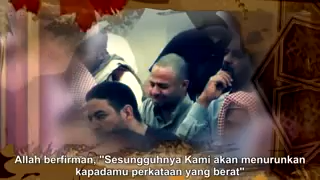 Allah berfirman, "Sesungguhnya Kami akan menurunkan
kapadamu perkataan yang berat"